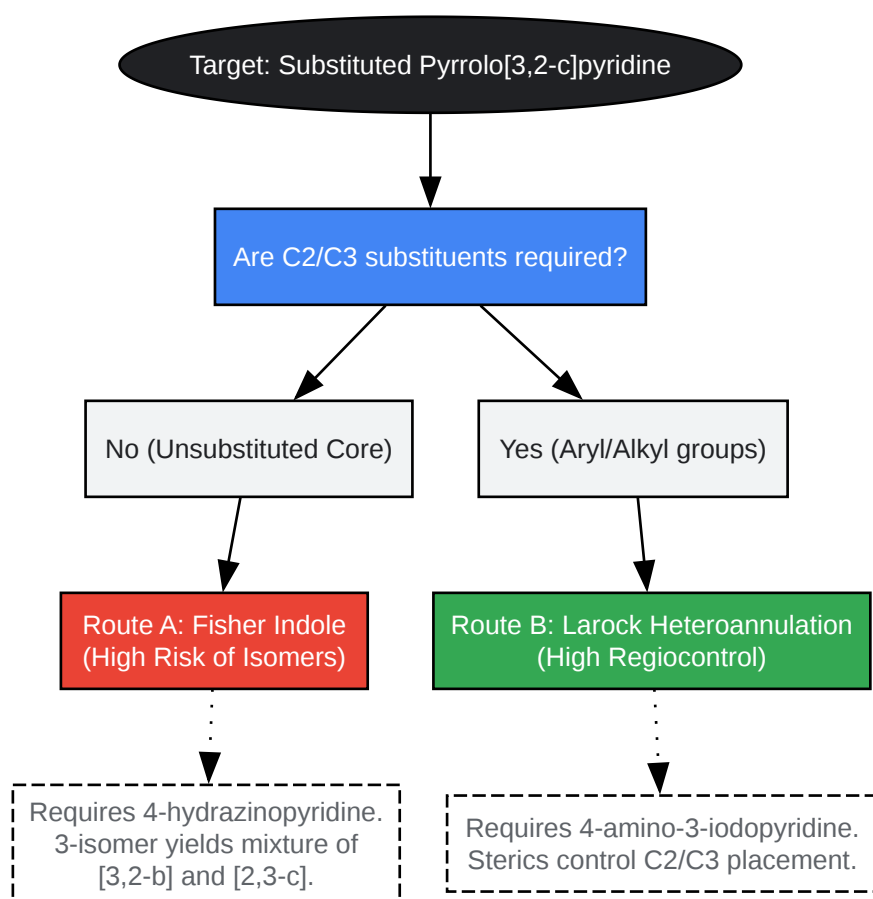 Target: Substituted Pyrrolo[3,2-c]pyridine
Are C2/C3 substituents required?
No (Unsubstituted Core)
Yes (Aryl/Alkyl groups)
Route A: Fisher Indole
(High Risk of Isomers)
Route B: Larock Heteroannulation
(High Regiocontrol)
Requires 4-hydrazinopyridine.
3-isomer yields mixture of
[3,2-b] and [2,3-c].
Requires 4-amino-3-iodopyridine.
Sterics control C2/C3 placement.